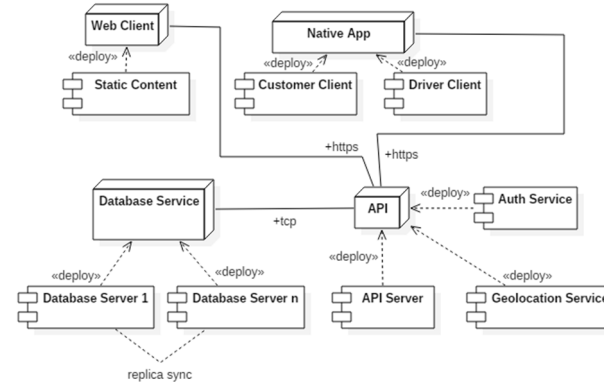 Web Client
Native App
«deploy»
«deploy»
«deploy»
Static Content
Customer Client
Driver Client
+https
+https
Database Service
API
«deploy»
Auth Service
+tcp
«deploy»
«deploy»
«deploy»
«deploy»
Database Server 1
Database Server n
API Server
Geolocation Service
replica sync